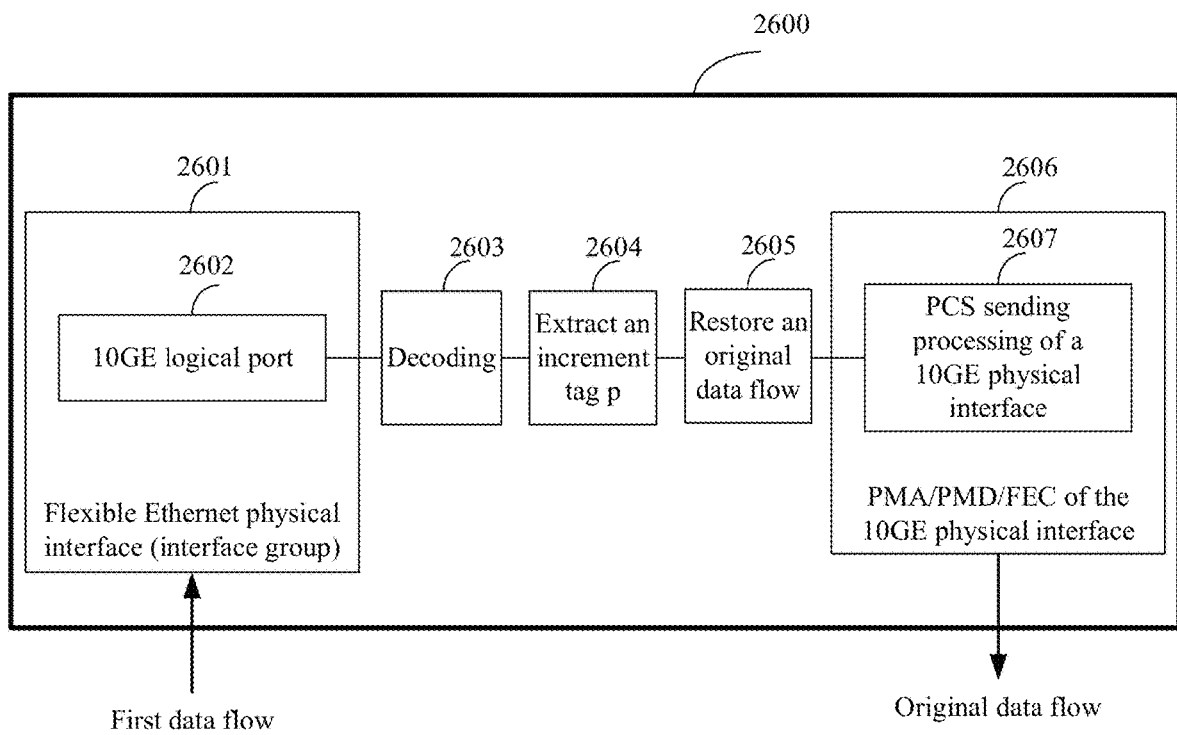 2600
2601
2606
2602
2603
2604
2605
2607
10GE logical port
Decoding
Extract an
increment
tag p
Restore an
original
data flow
PCS sending
processing of a
10GE physical
interface
Flexible Ethernet physical
interface (interface group)
PMA/PMD/FEC of the
10GE physical interface
First data flow
Original data flow